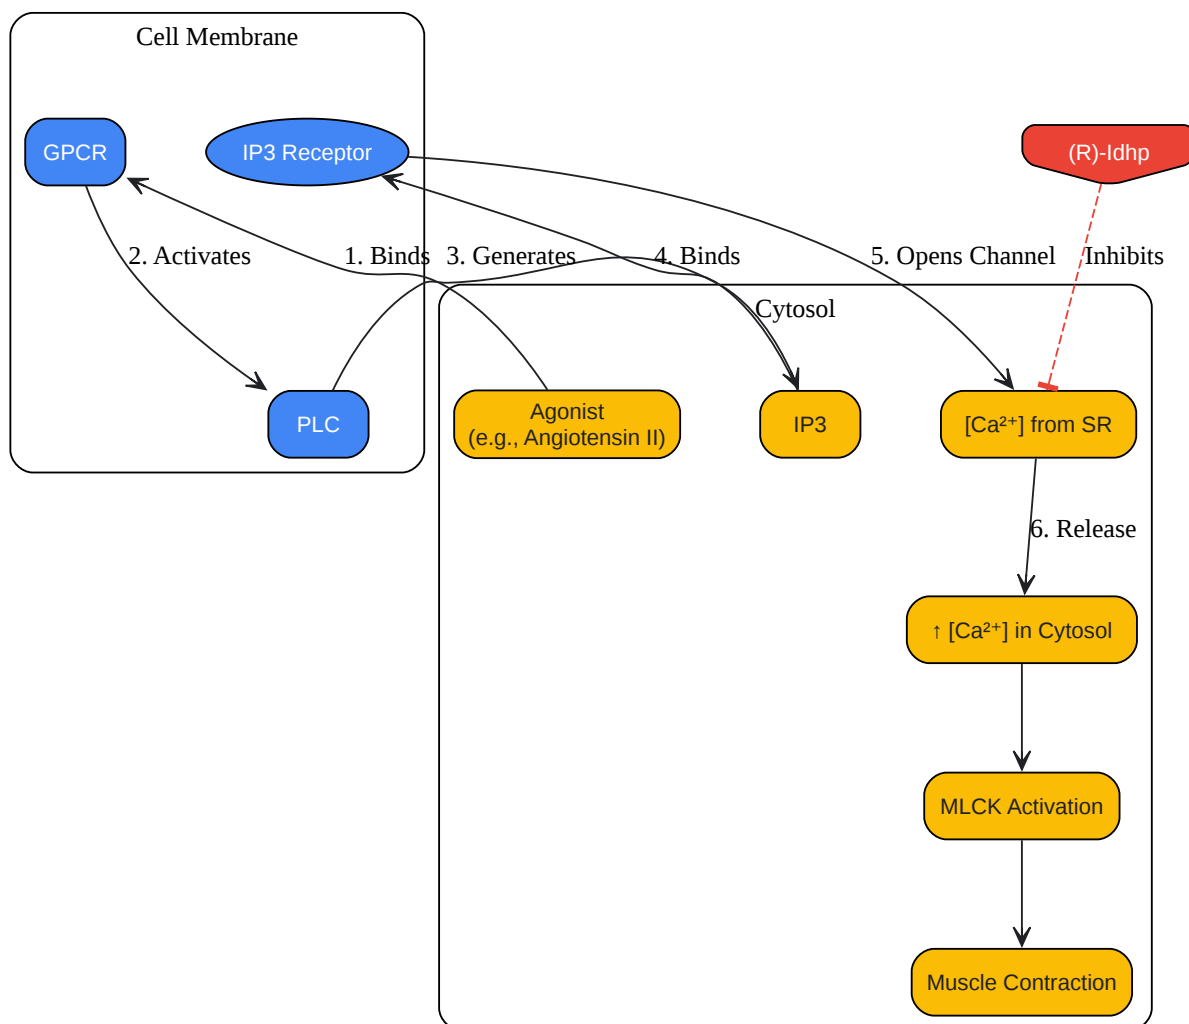 Cell Membrane
GPCR
IP3 Receptor
(R)-Idhp
2. Activates
1. Binds
3. Generates
4. Binds
5. Opens Channel
Inhibits
Cytosol
PLC
Agonist
(e.g., Angiotensin II)
IP3
[Ca²⁺] from SR
6. Release
↑ [Ca²⁺] in Cytosol
MLCK Activation
Muscle Contraction